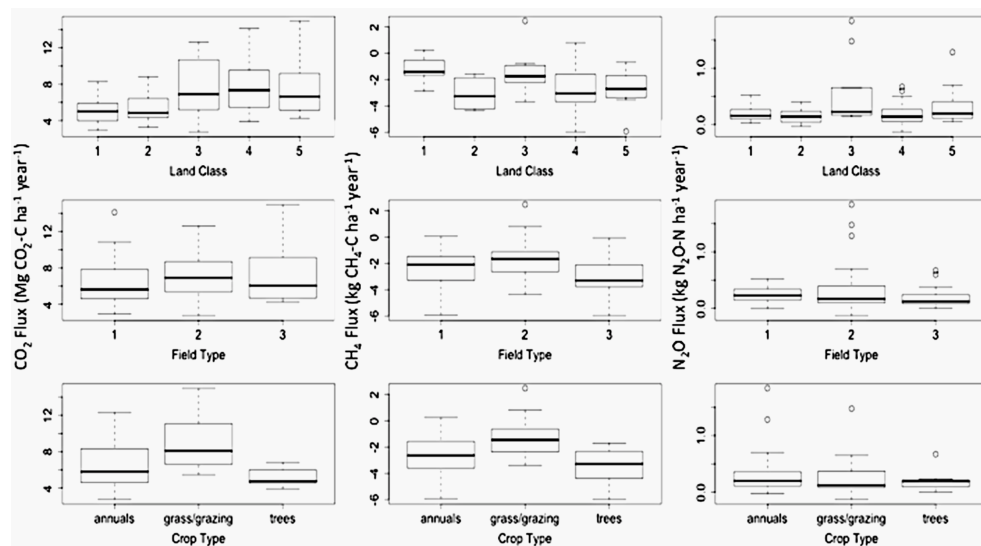 CO2 Flux (Mg CO2-C ha-1 year-1)
12
8
4
1 2 3 4 5
Land Class
12
8
4
1 2 3
Field Type
12
8
4
annuals grass/grazing trees
Crop Type
CH4 Flux (kg CH4-C ha-1 year-1)
2
0
-2
-4
-6
1 2 3 4 5
Land Class
2
0
-2
-4
-6
1 2 3
Field Type
2
0
-2
-4
-6
annuals grass/grazing trees
Crop Type
N2O Flux (kg N2O-N ha-1 year-1)
1.0
0.0
1 2 3 4 5
Land Class
1.0
0.0
1 2 3
Field Type
1.0
0.0
annuals grass/grazing trees
Crop Type